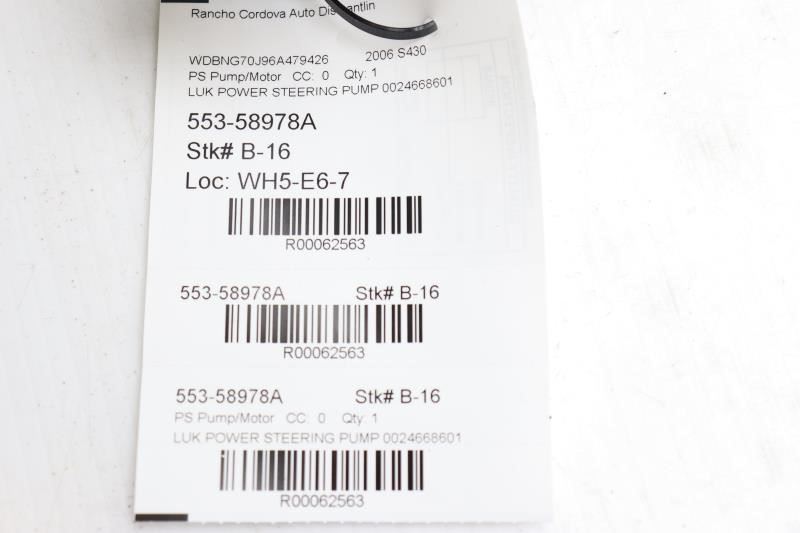 Rancho Cordova Auto
WDBNG70J96A479426 2006 S430
PS Pump/Motor CC: 0 Qty: 1
LUK POWER STEERING PUMP 0024668601
553-58978A
Stk# B-16
Loc: WH5-E6-7
R00062563
553-58978A Stk# B-16
R00062563
553-58978A Stk# B-16
PS Pump/Motor CC: 0 Qty: 1
LUK POWER STEERING PUMP 0024668601
R00062563